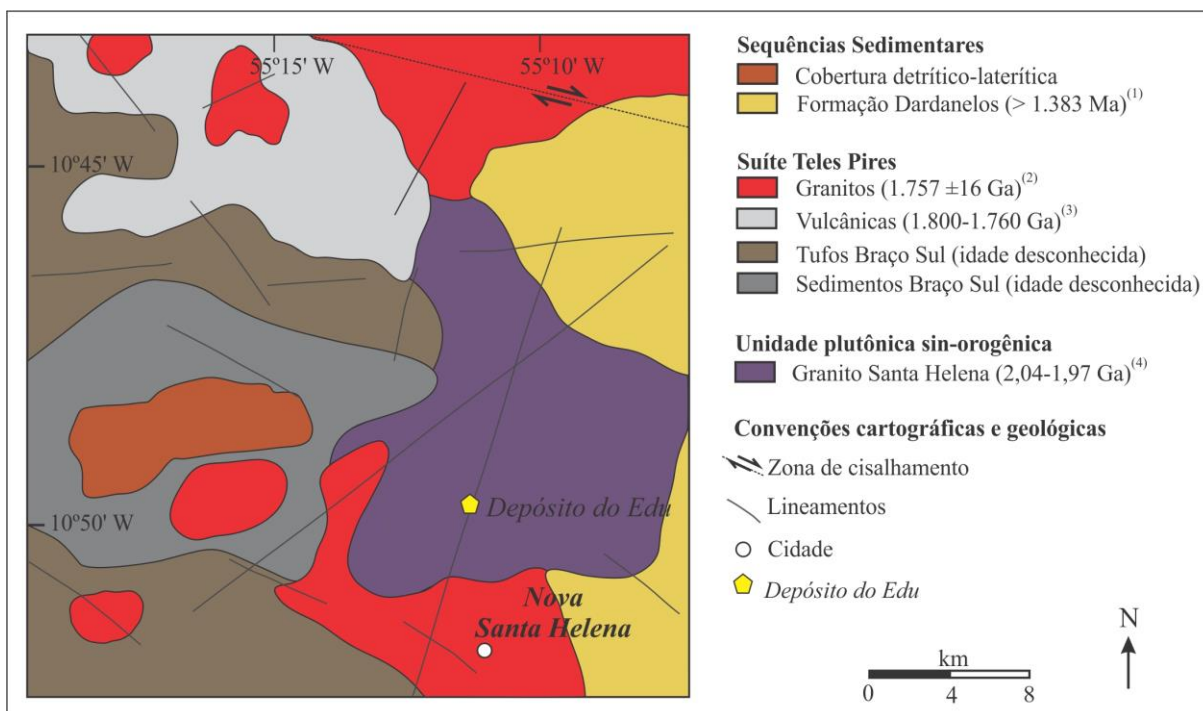 55º15' W
55º10' W
10º45' W
10º50' W
Depósito do Edu
Nova
Santa Helena
Sequências Sedimentares
Cobertura detrítico-laterítica
Formação Dardanelos (> 1.383 Ma)(1)
Suíte Teles Pires
Granitos (1.757 ±16 Ga)(2)
Vulcânicas (1.800-1.760 Ga)(3)
Tufos Braço Sul (idade desconhecida)
Sedimentos Braço Sul (idade desconhecida)
Unidade plutônica sin-orogênica
Granito Santa Helena (2,04-1,97 Ga)(4)
Convenções cartográficas e geológicas
Zona de cisalhamento
Lineamentos
Cidade
Depósito do Edu
N
km
0 4 8